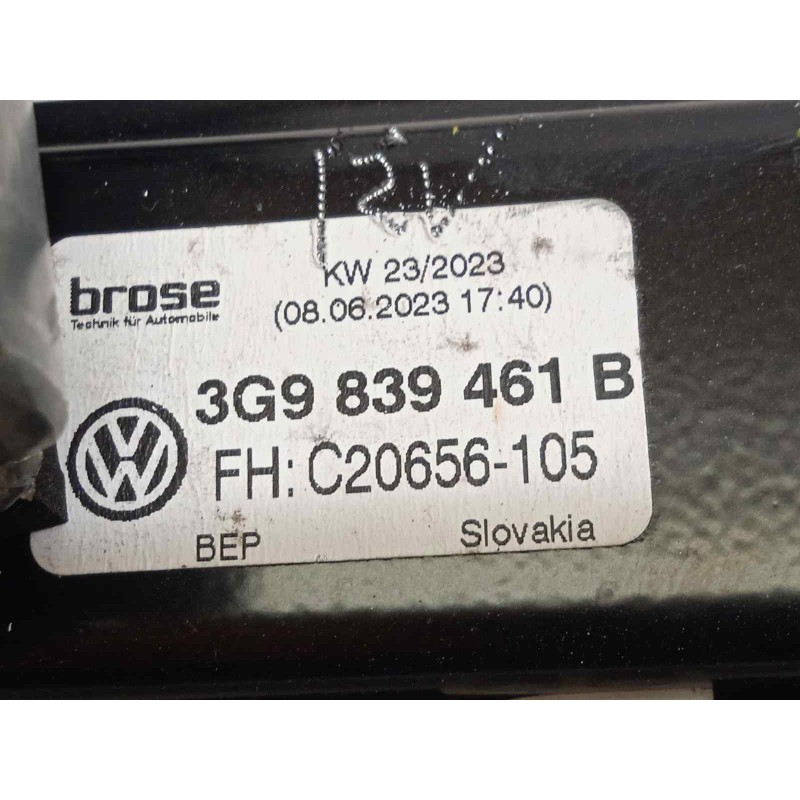 KW 23/2023
(08.06.2023 17:40)
brose
Technik für Automobile
3G9 839 461 B
FH: C20656-105
BEP
Slovakia